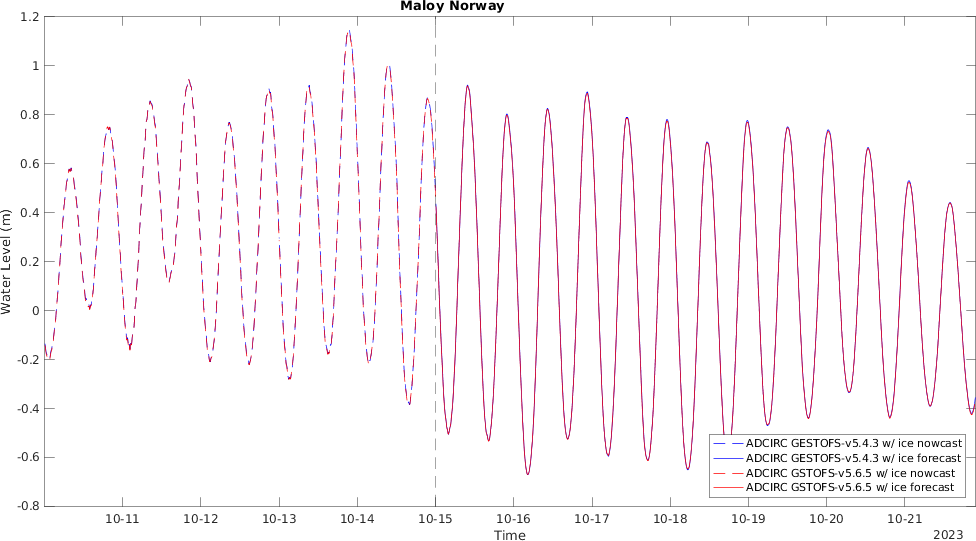 Maloy Norway
1.2
1
0.8
0.6
0.4
0.2
0
-0.2
-0.4
-0.6
-0.8
Water Level (m)
ADCIRC GESTOFS-v5.4.3 w/ ice nowcast
ADCIRC GESTOFS-v5.4.3 w/ ice forecast
ADCIRC GSTOFS-v5.6.5 w/ ice nowcast
ADCIRC GSTOFS-v5.6.5 w/ ice forecast
10-11 10-12 10-13 10-14 10-15 10-16 10-17 10-18 10-19 10-20 10-21
Time 2023